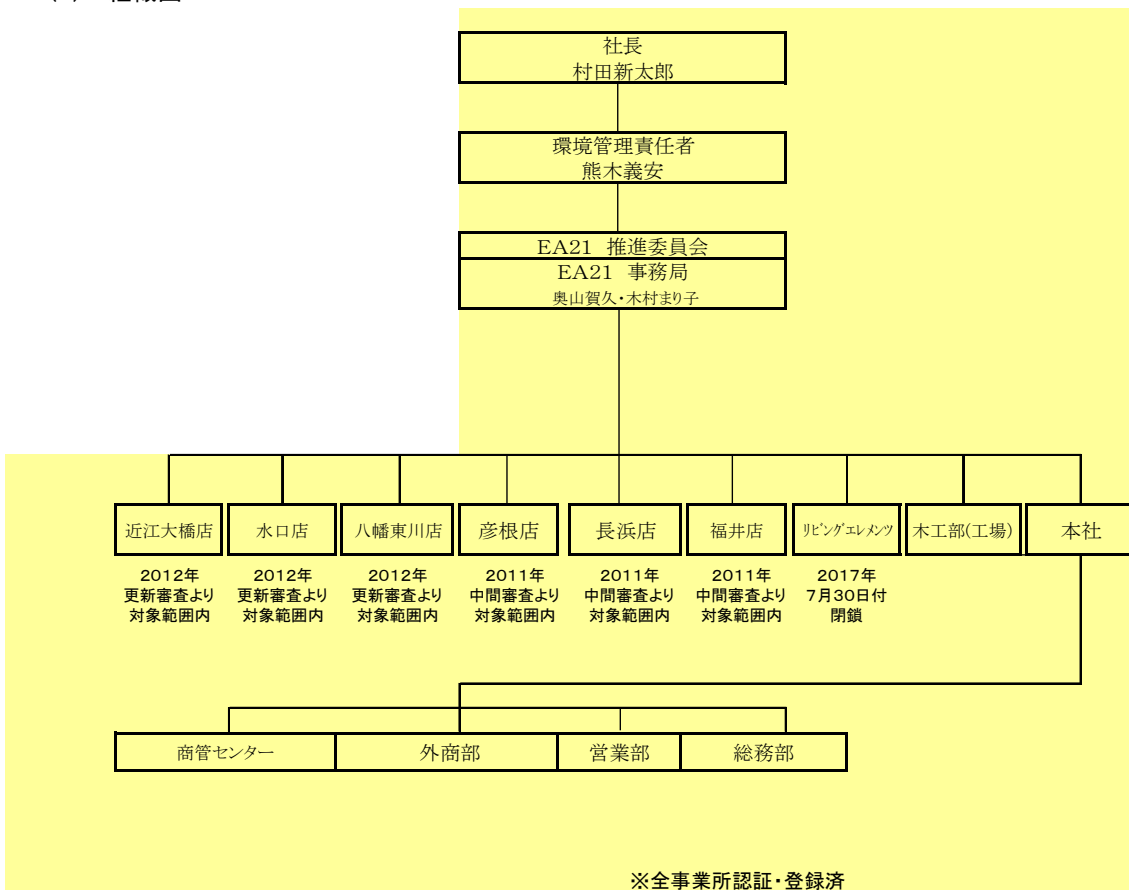 社長
村田新太郎
環境管理責任者
熊木義安
EA21 推進委員会
EA21 事務局
奥山賀久・木村まり子
近江大橋店
水口店
八幡東川店
彦根店
長浜店
福井店
ﾘﾋﾞﾝｸﾞｴﾚﾒﾝﾂ
木工部(工場)
本社
2012年
更新審査より
対象範囲内
2012年
更新審査より
対象範囲内
2012年
更新審査より
対象範囲内
2011年
中間審査より
対象範囲内
2011年
中間審査より
対象範囲内
2011年
中間審査より
対象範囲内
2017年
7月30日付
閉鎖
商管センター
外商部
営業部
総務部
※全事業所認証・登録済